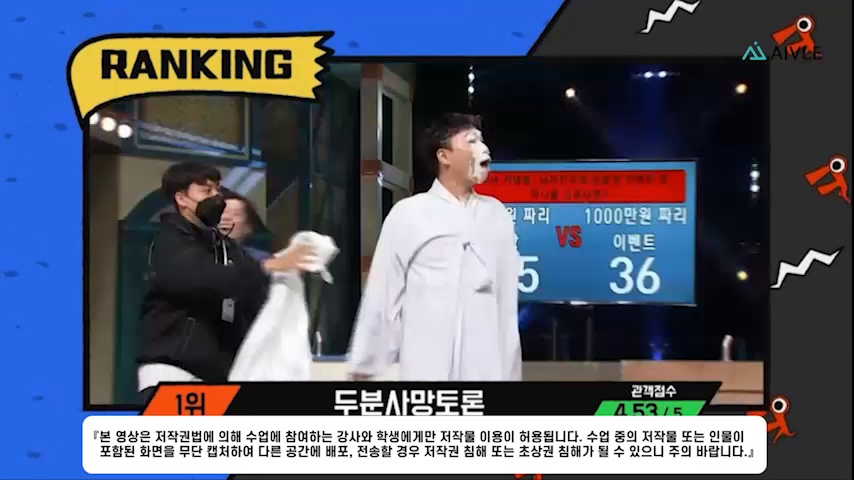 RANKING
AIVLE
1000만원 짜리
VS
이벤트
5
36
1위
두분사망토론
관객점수
4.53 / 5
『본 영상은 저작권법에 의해 수업에 참여하는 강사와 학생에게만 저작물 이용이 허용됩니다. 수업 중의 저작물 또는 인물이
포함된 화면을 무단 캡처하여 다른 공간에 배포, 전송할 경우 저작권 침해 또는 초상권 침해가 될 수 있으니 주의 바랍니다.』